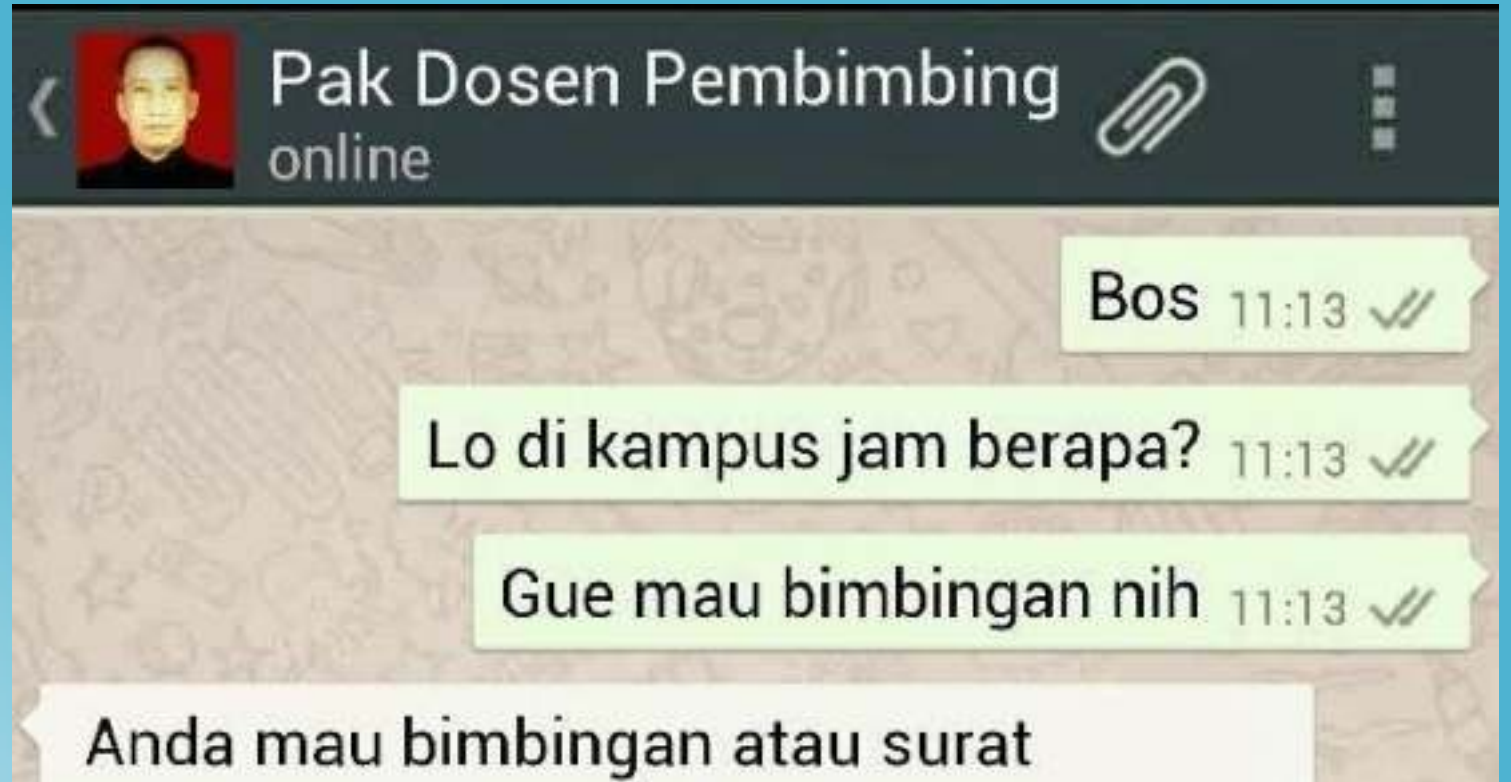 Pak Dosen Pembimbing
online
Bos 11:13
Lo di kampus jam berapa? 11:13
Gue mau bimbingan nih 11:13
Anda mau bimbingan atau surat